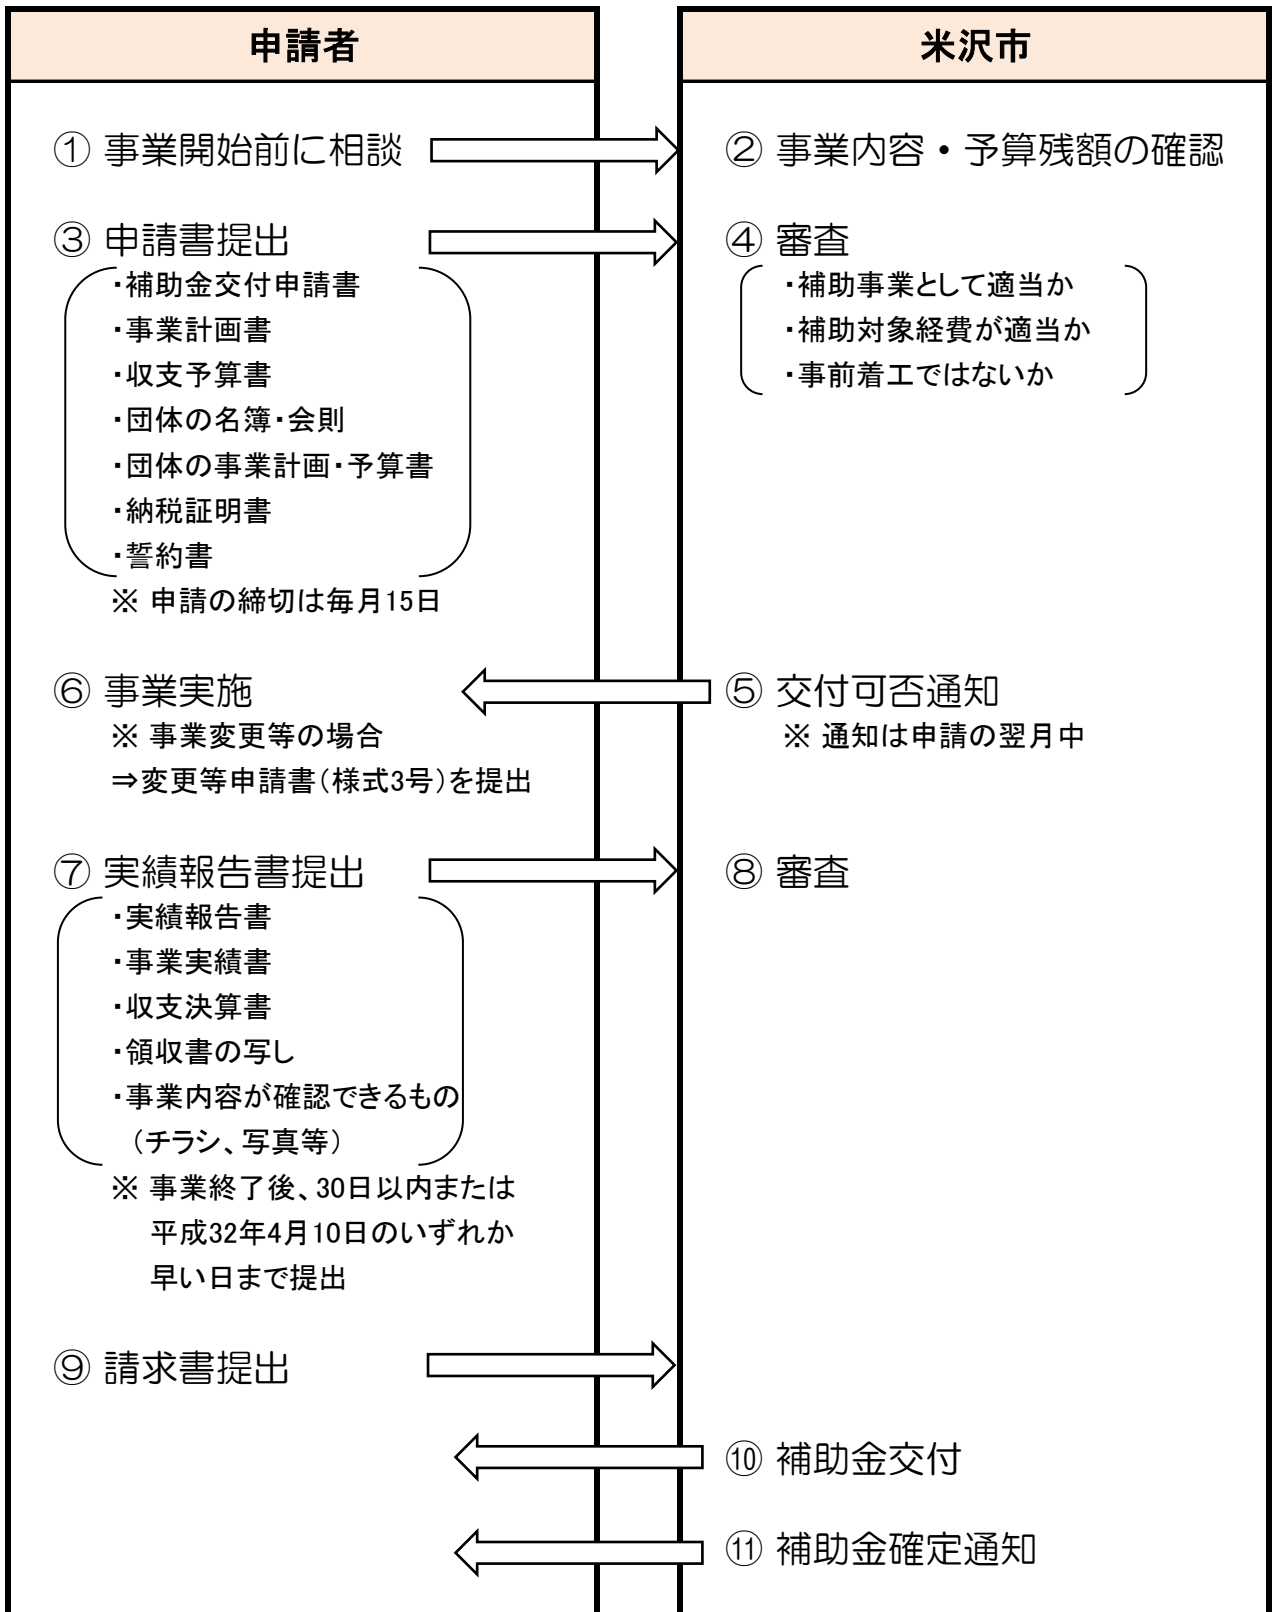 申請者
米沢市
① 事業開始前に相談
② 事業内容・予算残額の確認
③ 申請書提出
・補助金交付申請書
・事業計画書
・収支予算書
・団体の名簿・会則
・団体の事業計画・予算書
・納税証明書
・誓約書
※ 申請の締切は毎月15日
④ 審査
・補助事業として適当か
・補助対象経費が適当か
・事前着工ではないか
⑤ 交付可否通知
※ 通知は申請の翌月中
⑥ 事業実施
※ 事業変更等の場合
⇒変更等申請書(様式3号)を提出
⑦ 実績報告書提出
・実績報告書
・事業実績書
・収支決算書
・領収書の写し
・事業内容が確認できるもの
(チラシ、写真等)
※ 事業終了後、30日以内または
平成32年4月10日のいずれか
早い日まで提出
⑧ 審査
⑨ 請求書提出
⑩ 補助金交付
⑪ 補助金確定通知